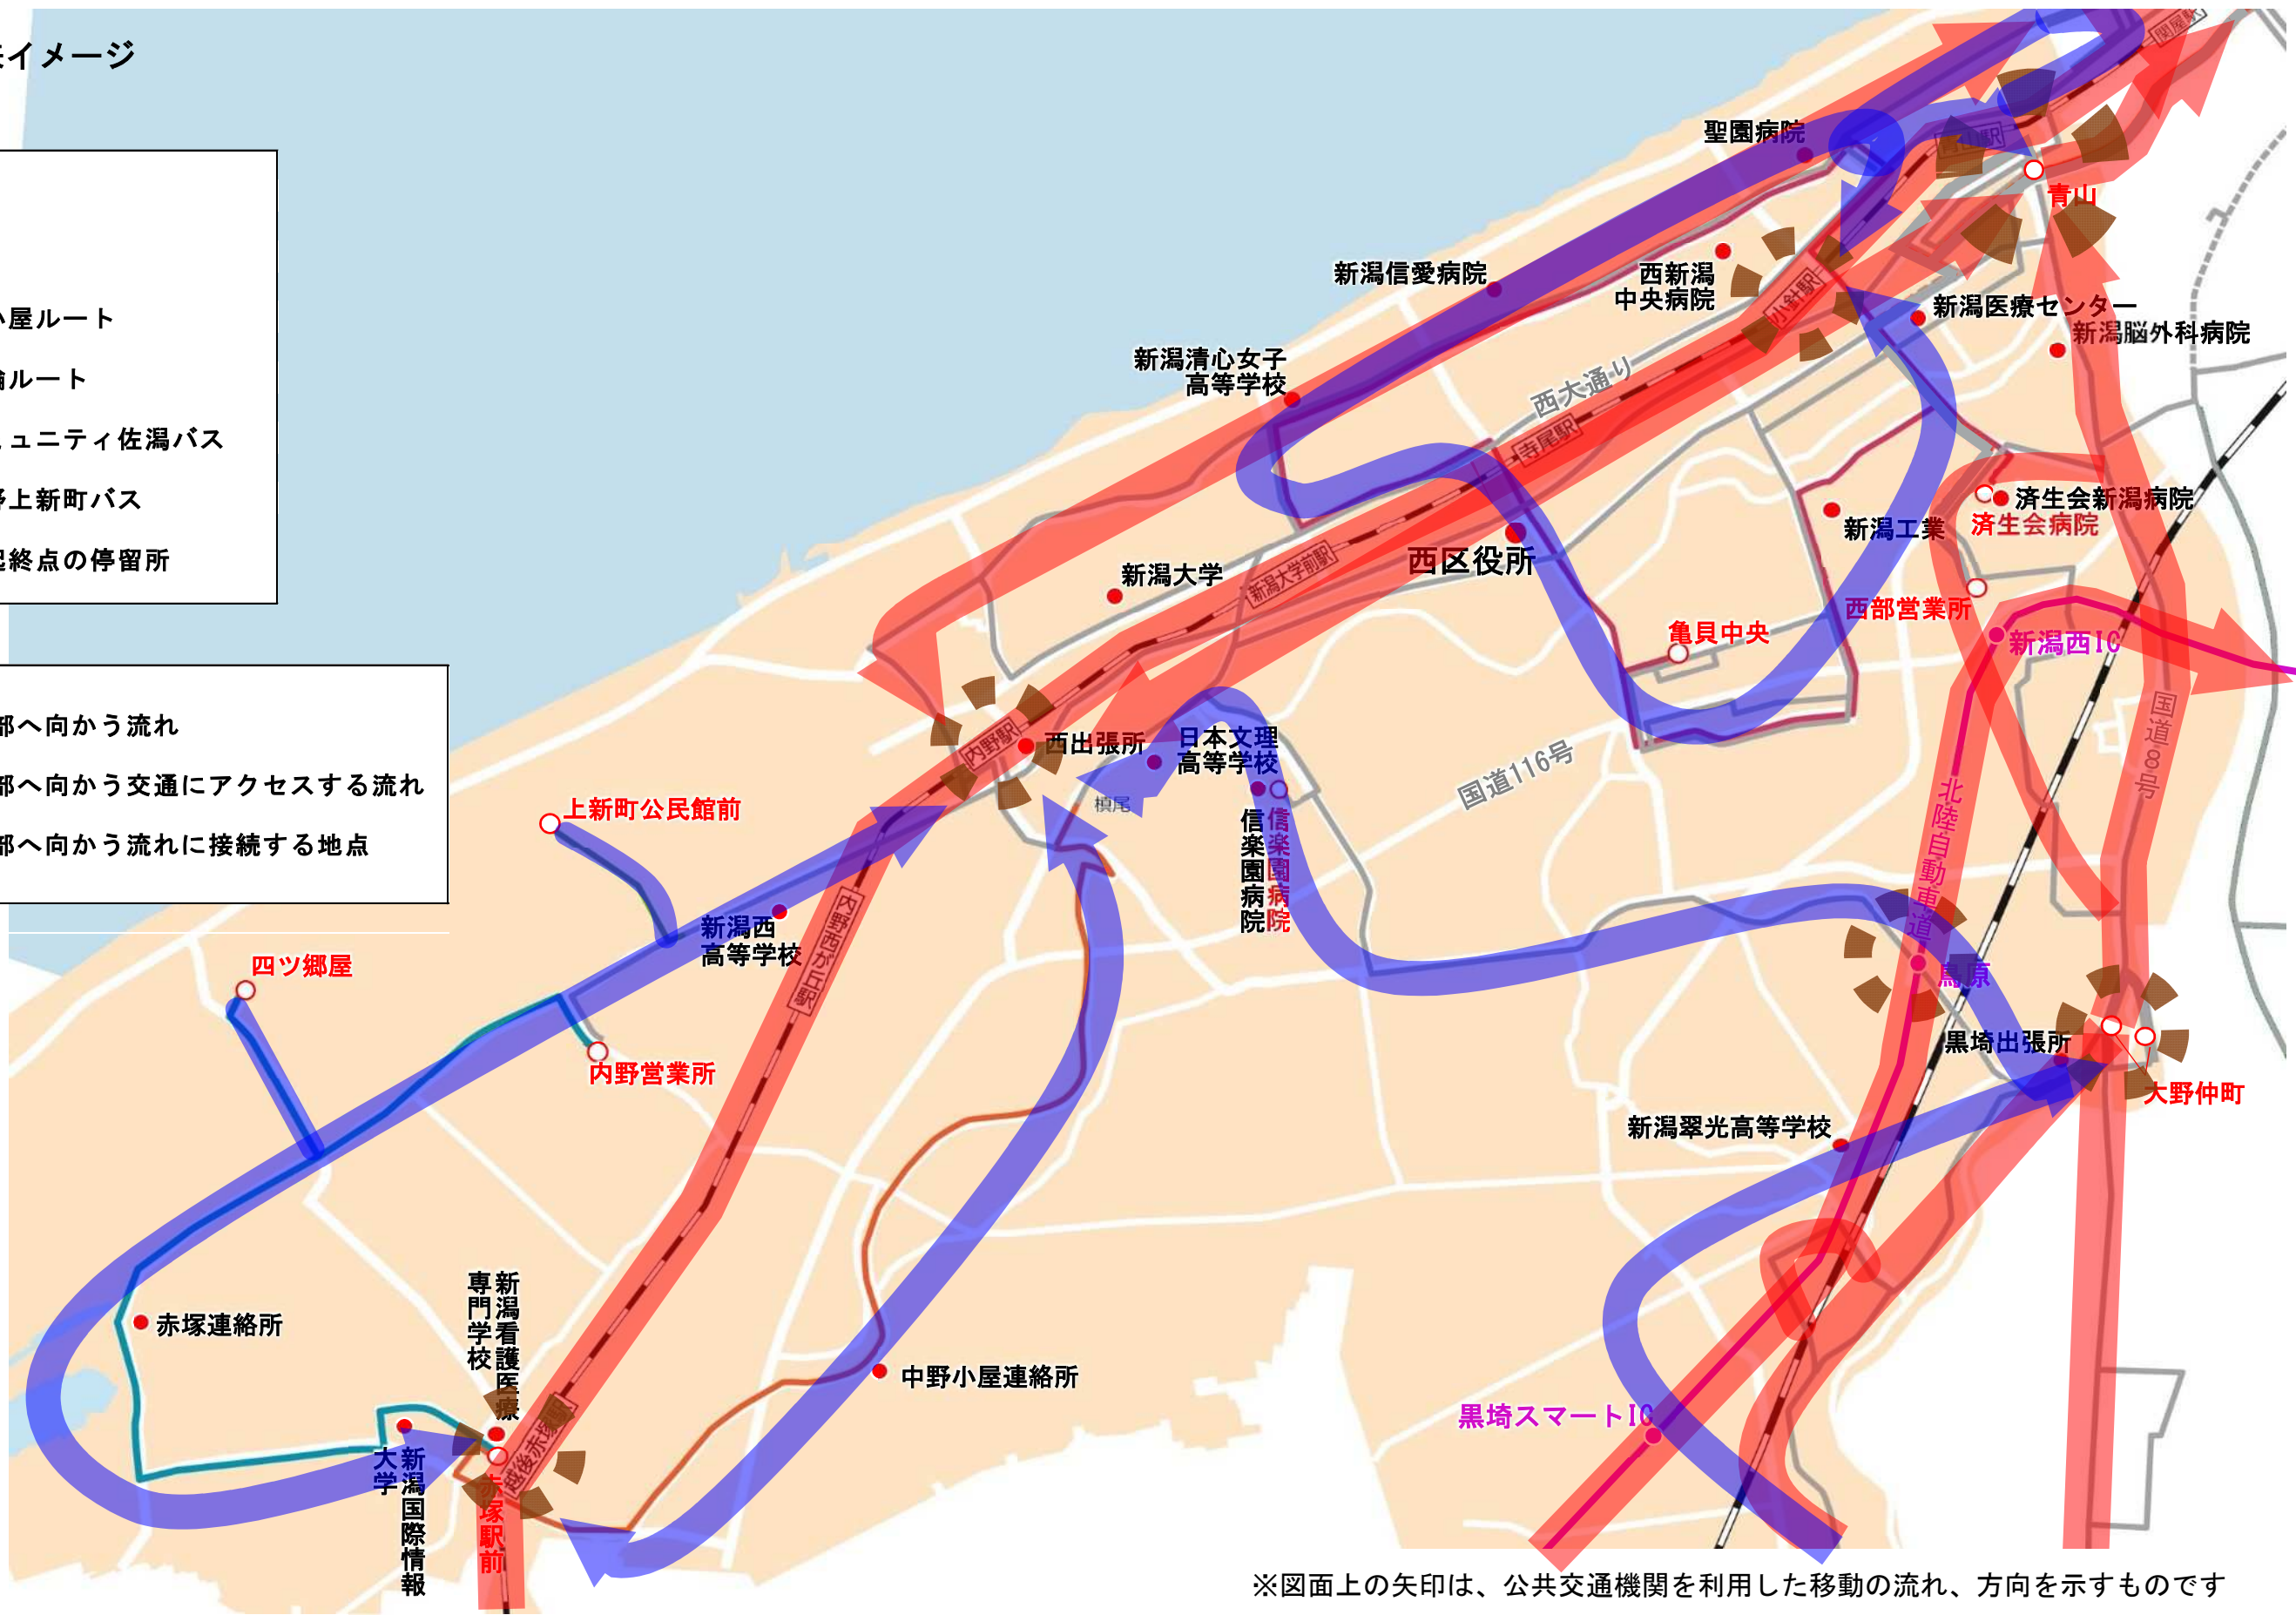 来イメージ
小屋ルート
輪ルート
ミュニティ佐潟バス
野上新町バス
起終点の停留所
部へ向かう流れ
部へ向かう交通にアクセスする流れ
部へ向かう流れに接続する地点
関屋駅
青山駅
青山
聖園病院
新潟信愛病院
西新潟
中央病院
小針駅
新潟医療センター
新潟脳外科病院
新潟清心女子
高等学校
西大通り
寺尾駅
済生会新潟病院
済生会病院
新潟工業
新潟大学
新潟大学前駅
西区役所
西部営業所
亀貝中央
新潟西IC
国道8号
内野駅
西出張所
日本文理
高等学校
槙尾
信楽園病院
信楽園病院
国道116号
北陸自動車道
上新町公民館前
新潟西
高等学校
内野西が丘駅
四ツ郷屋
内野営業所
鳥原
黒埼出張所
大野仲町
新潟翠光高等学校
赤塚連絡所
新潟看護医療
専門学校
越後赤塚駅
中野小屋連絡所
黒埼スマートIC
新潟国際情報
大学
赤塚駅前
※図面上の矢印は、公共交通機関を利用した移動の流れ、方向を示すものです